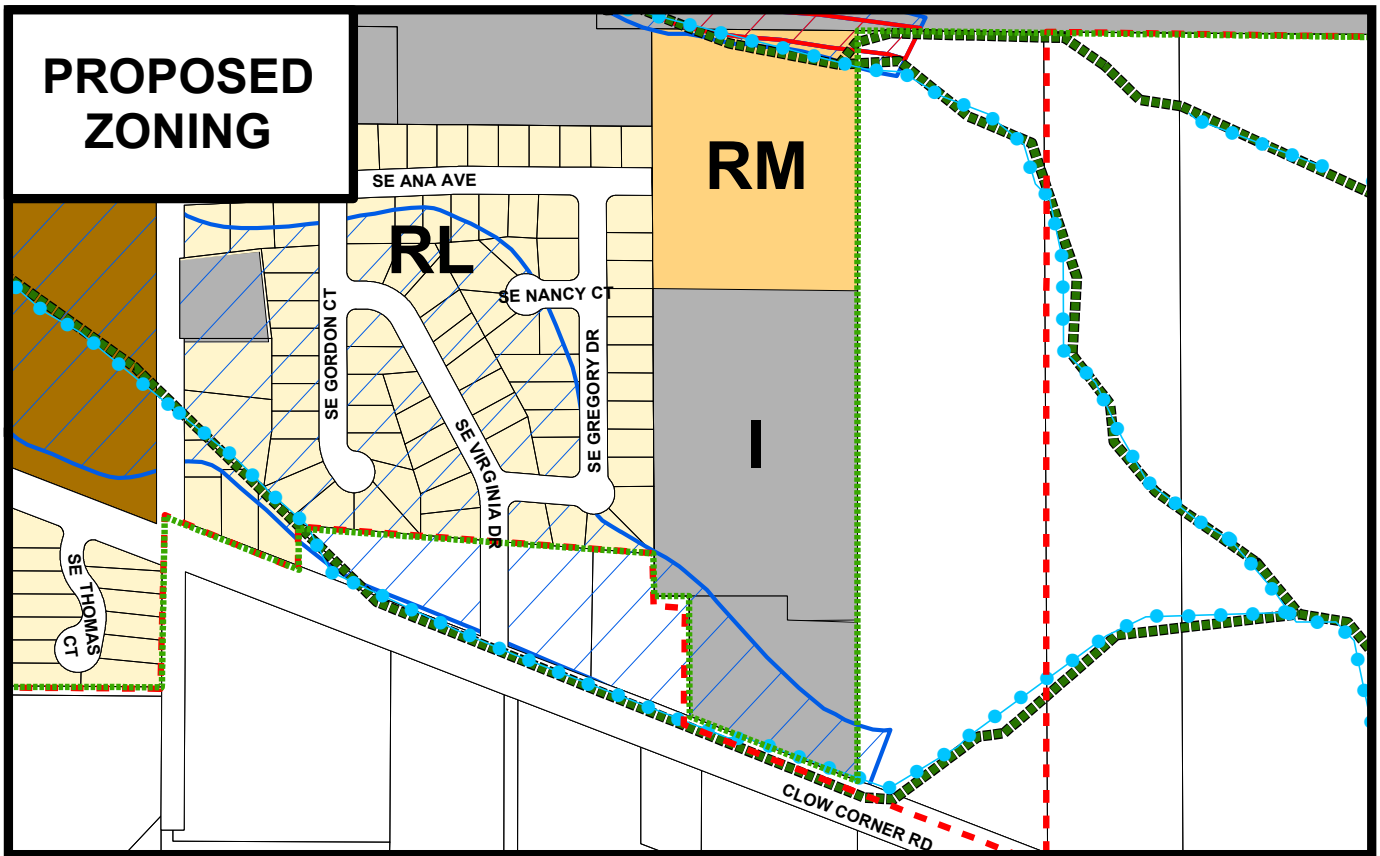 PROPOSED
ZONING
SE ANA AVE
RM
RL
SE NANCY CT
SE GORDON CT
SE GREGORY DR
I
SE VIRGINIA DR
SE THOMAS
CT
CLOW CORNER RD